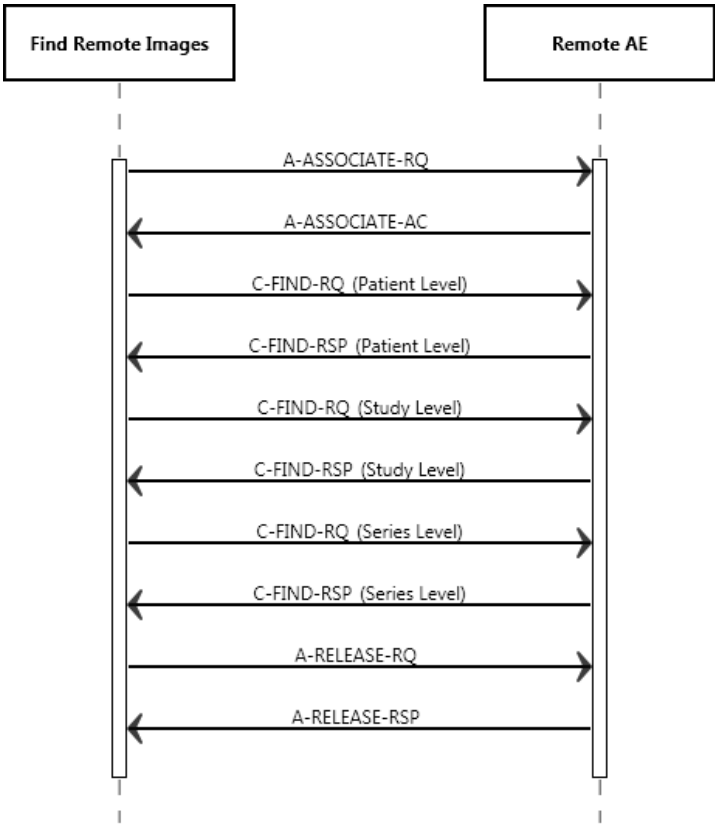 Find Remote Images
Remote AE
A-ASSOCIATE-RQ
A-ASSOCIATE-AC
C-FIND-RQ (Patient Level)
C-FIND-RSP (Patient Level)
C-FIND-RQ (Study Level)
C-FIND-RSP (Study Level)
C-FIND-RQ (Series Level)
C-FIND-RSP (Series Level)
A-RELEASE-RQ
A-RELEASE-RSP